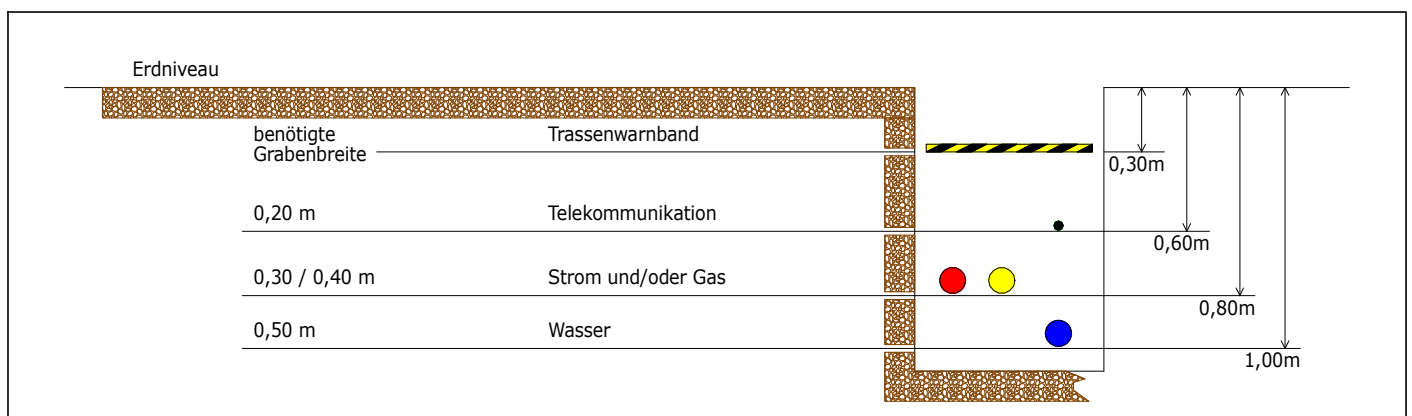 Erdniveau
benötigte
Grabenbreite
Trassenwarnband
0,30m
0,20 m
Telekommunikation
0,60m
0,30 / 0,40 m
Strom und/oder Gas
0,80m
0,50 m
Wasser
1,00m